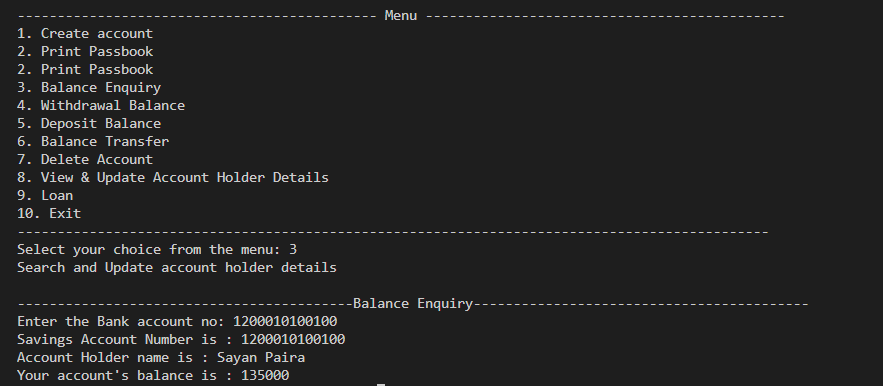 --------------------------------------------- Menu ---------------------------------------------
1. Create account
2. Print Passbook
2. Print Passbook
3. Balance Enquiry
4. Withdrawal Balance
5. Deposit Balance
6. Balance Transfer
7. Delete Account
8. View & Update Account Holder Details
9. Loan
10. Exit
----------------------------------------------------------------------------------------------
Select your choice from the menu: 3
Search and Update account holder details
------------------------------------------Balance Enquiry------------------------------------------
Enter the Bank account no: 1200010100100
Savings Account Number is : 1200010100100
Account Holder name is : Sayan Paira
Your account's balance is : 135000